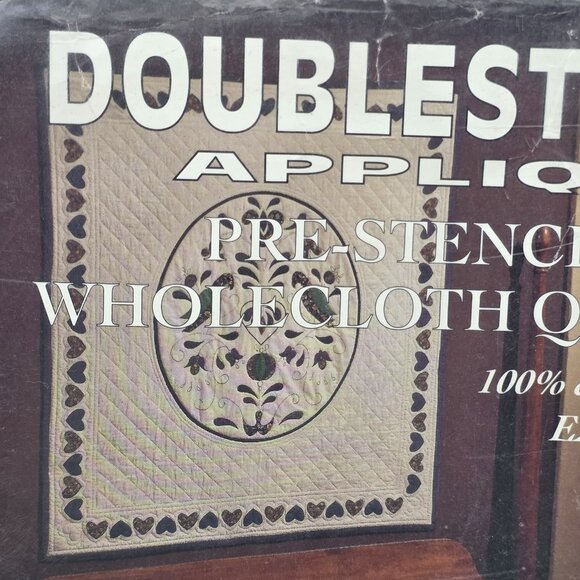 DOUBLEST
APPLIQ
PRE-STENC
WHOLECLOTH Q
100%
E